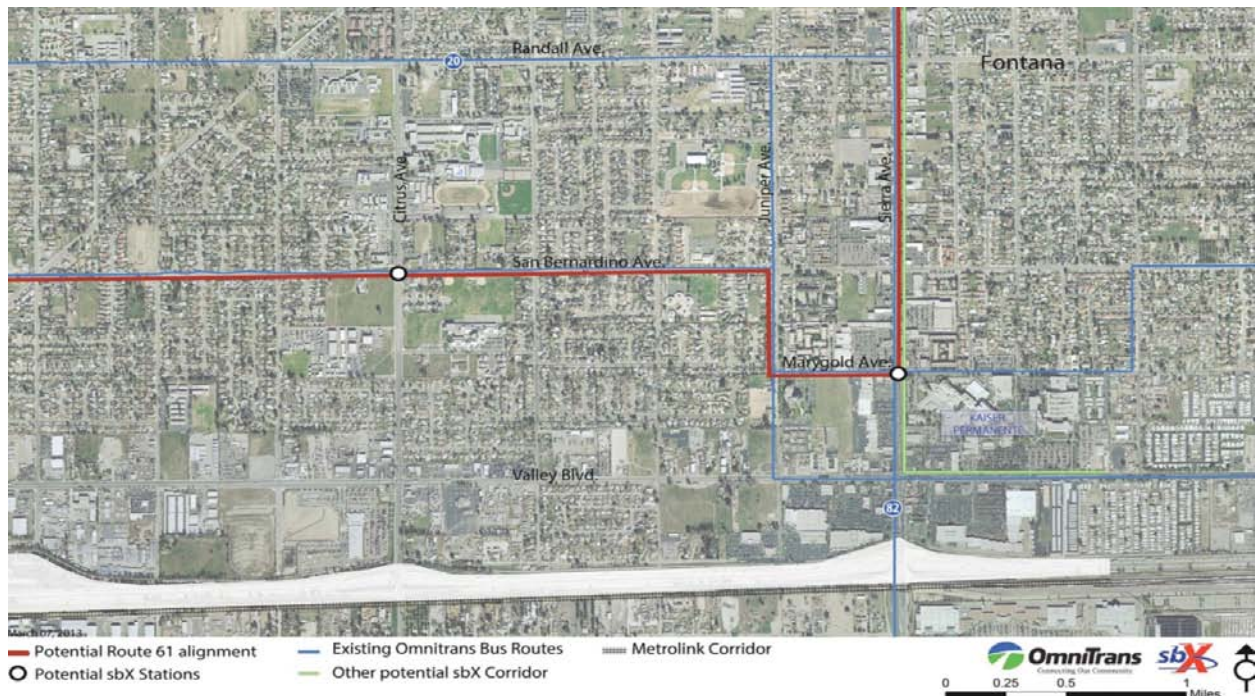 Randall Ave.
20
Fontana
Citrus Ave.
Juniper Ave.
Sierra Ave.
San Bernardino Ave.
Marygold Ave.
KAISER
PERMANENTE
Valley Blvd.
82
March 07, 2013
Potential Route 61 alignment
Existing Omnitrans Bus Routes
Metrolink Corridor
Potential sbX Stations
Other potential sbX Corridor
OmniTrans
Connecting Our Community
sbX
0 0.25 0.5 1
Miles